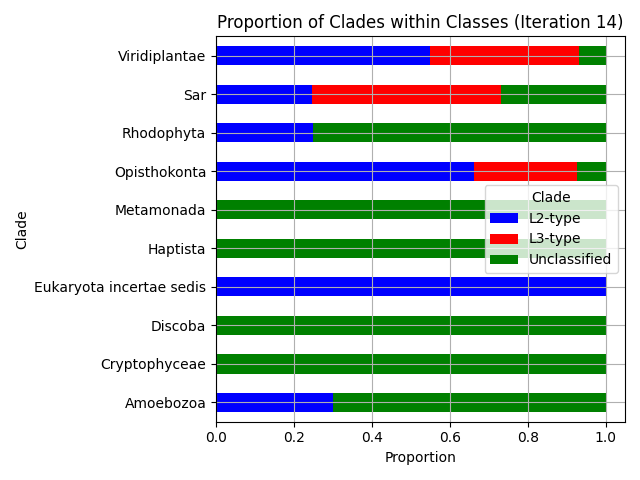 Proportion of Clades within Classes (Iteration 14)
Viridiplantae
Sar
Rhodophyta
Opisthokonta
Metamonada
Haptista
Eukaryota incertae sedis
Discoba
Cryptophyceae
Amoebozoa
Clade
Clade
L2-type
L3-type
Unclassified
0.0 0.2 0.4 0.6 0.8 1.0
Proportion